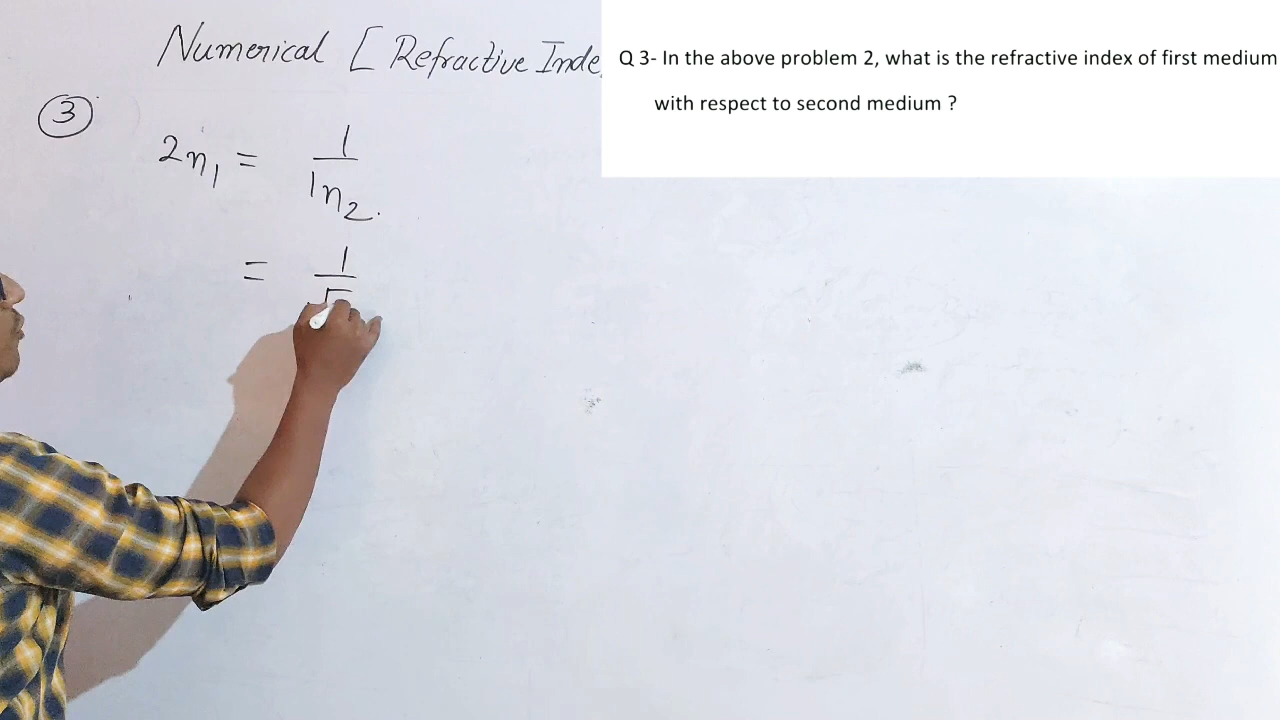 Numerical [ Refractive Inde
Q 3- In the above problem 2, what is the refractive index of first medium
with respect to second medium ?
3
2n₁ = 1
1n₂.
= 1
√